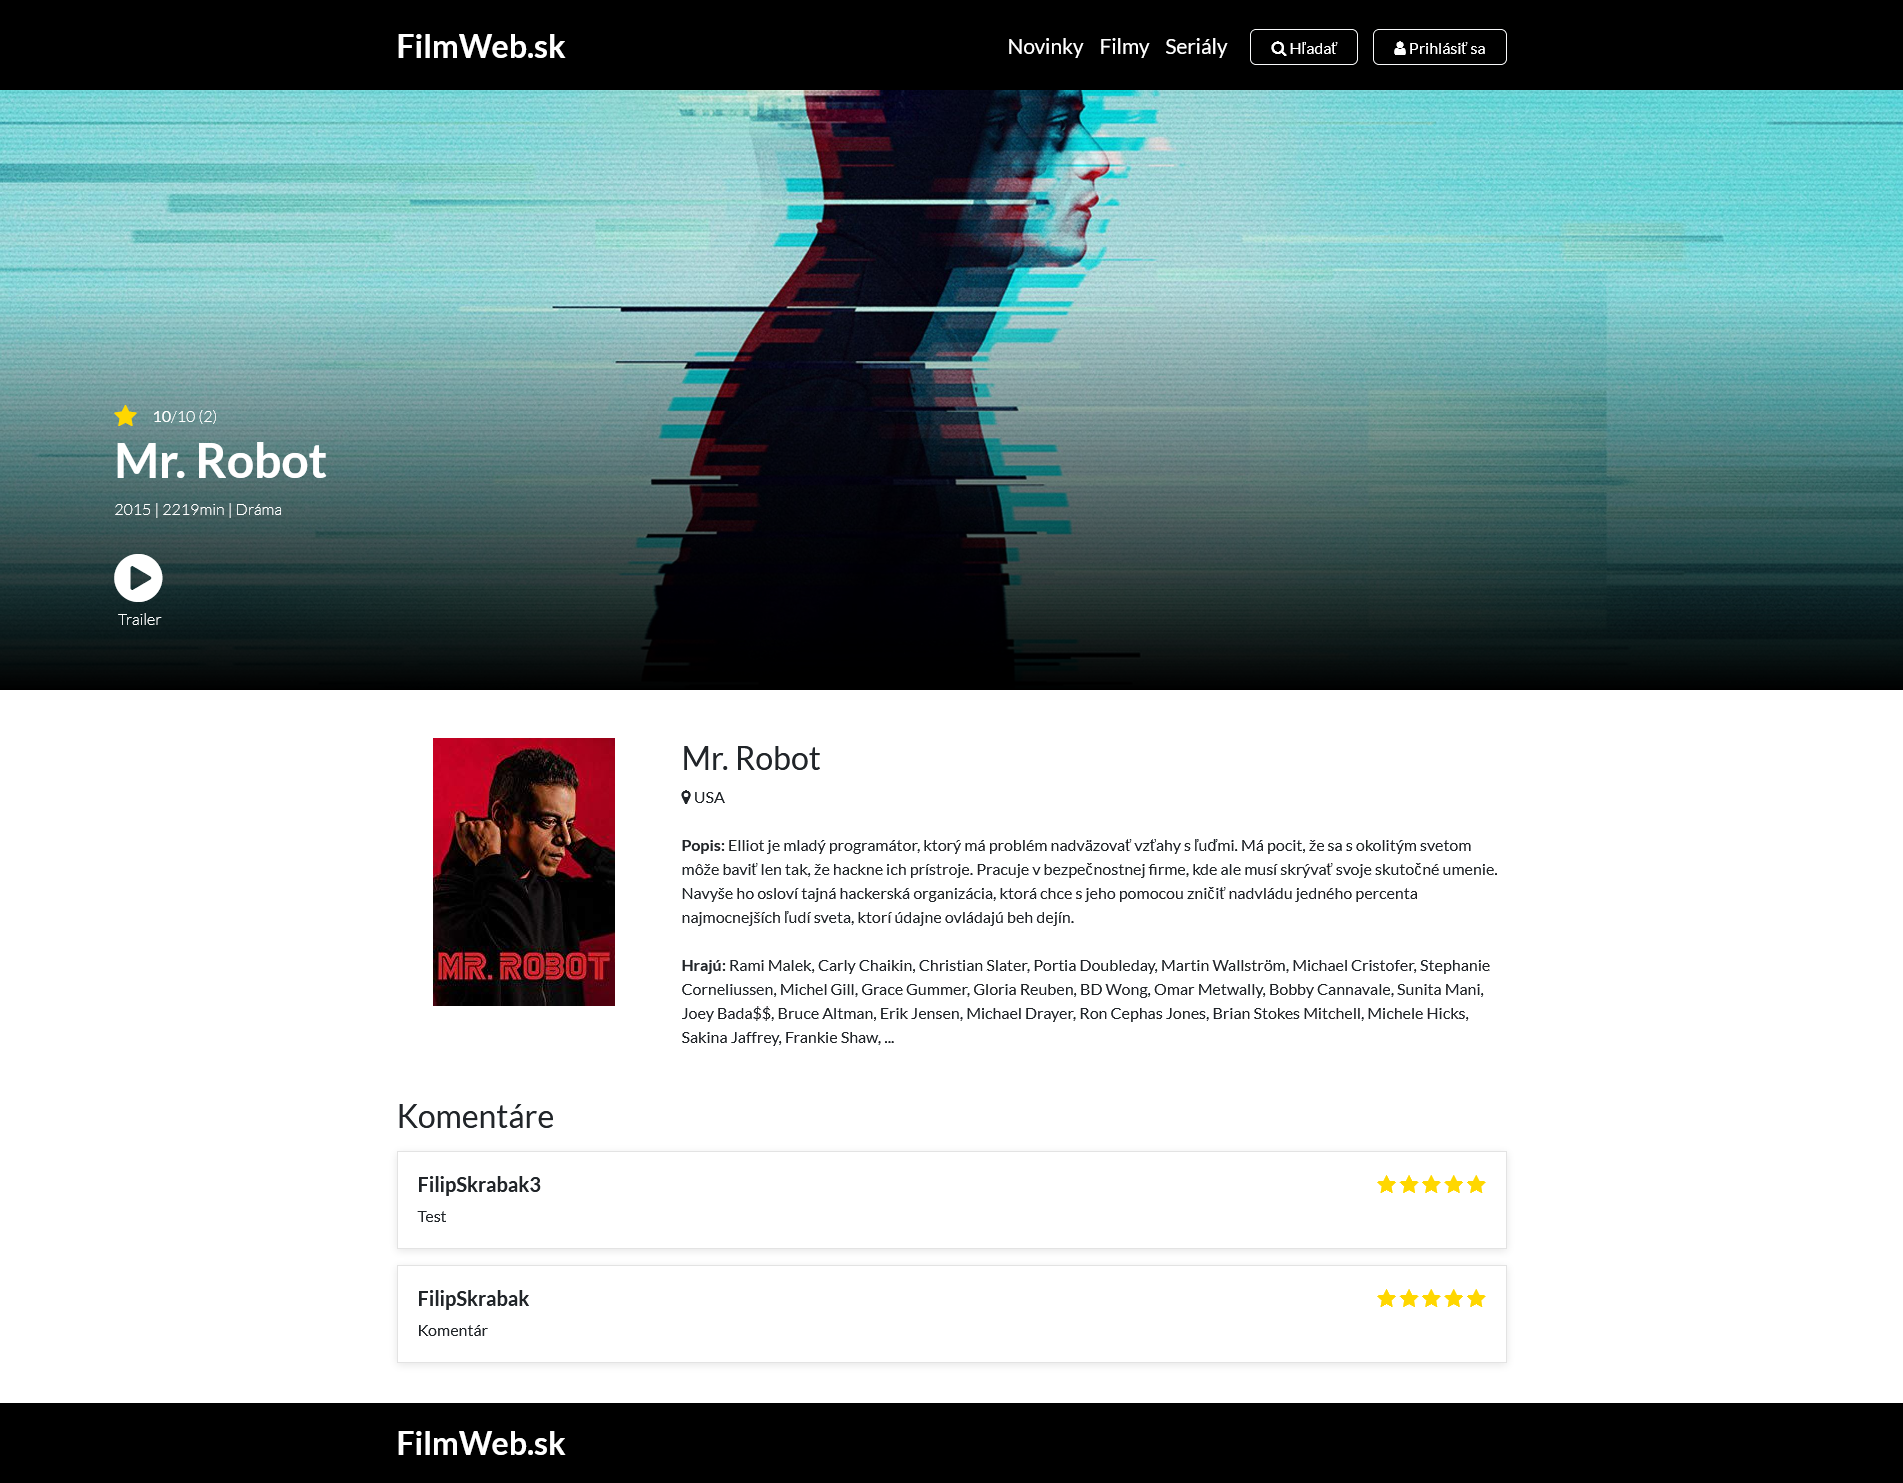 FilmWeb.sk
Novinky Filmy Seriály Hľadať Prihlásiť sa
10/10 (2)
Mr. Robot
2015 | 2219min | Dráma
Trailer
MR. ROBOT
Mr. Robot
USA
Popis: Elliot je mladý programátor, ktorý má problém nadväzovať vzťahy s ľuďmi. Má pocit, že sa s okolitým svetom
môže baviť len tak, že hackne ich prístroje. Pracuje v bezpečnostnej firme, kde ale musí skrývať svoje skutočné umenie.
Navyše ho osloví tajná hackerská organizácia, ktorá chce s jeho pomocou zničiť nadvládu jedného percenta
najmocnejších ľudí sveta, ktorí údajne ovládajú beh dejín.
Hrajú: Rami Malek, Carly Chaikin, Christian Slater, Portia Doubleday, Martin Wallström, Michael Cristofer, Stephanie
Corneliussen, Michel Gill, Grace Gummer, Gloria Reuben, BD Wong, Omar Metwally, Bobby Cannavale, Sunita Mani,
Joey Bada$$, Bruce Altman, Erik Jensen, Michael Drayer, Ron Cephas Jones, Brian Stokes Mitchell, Michele Hicks,
Sakina Jaffrey, Frankie Shaw, ...
Komentáre
FilipSkrabak3
Test
FilipSkrabak
Komentár
FilmWeb.sk